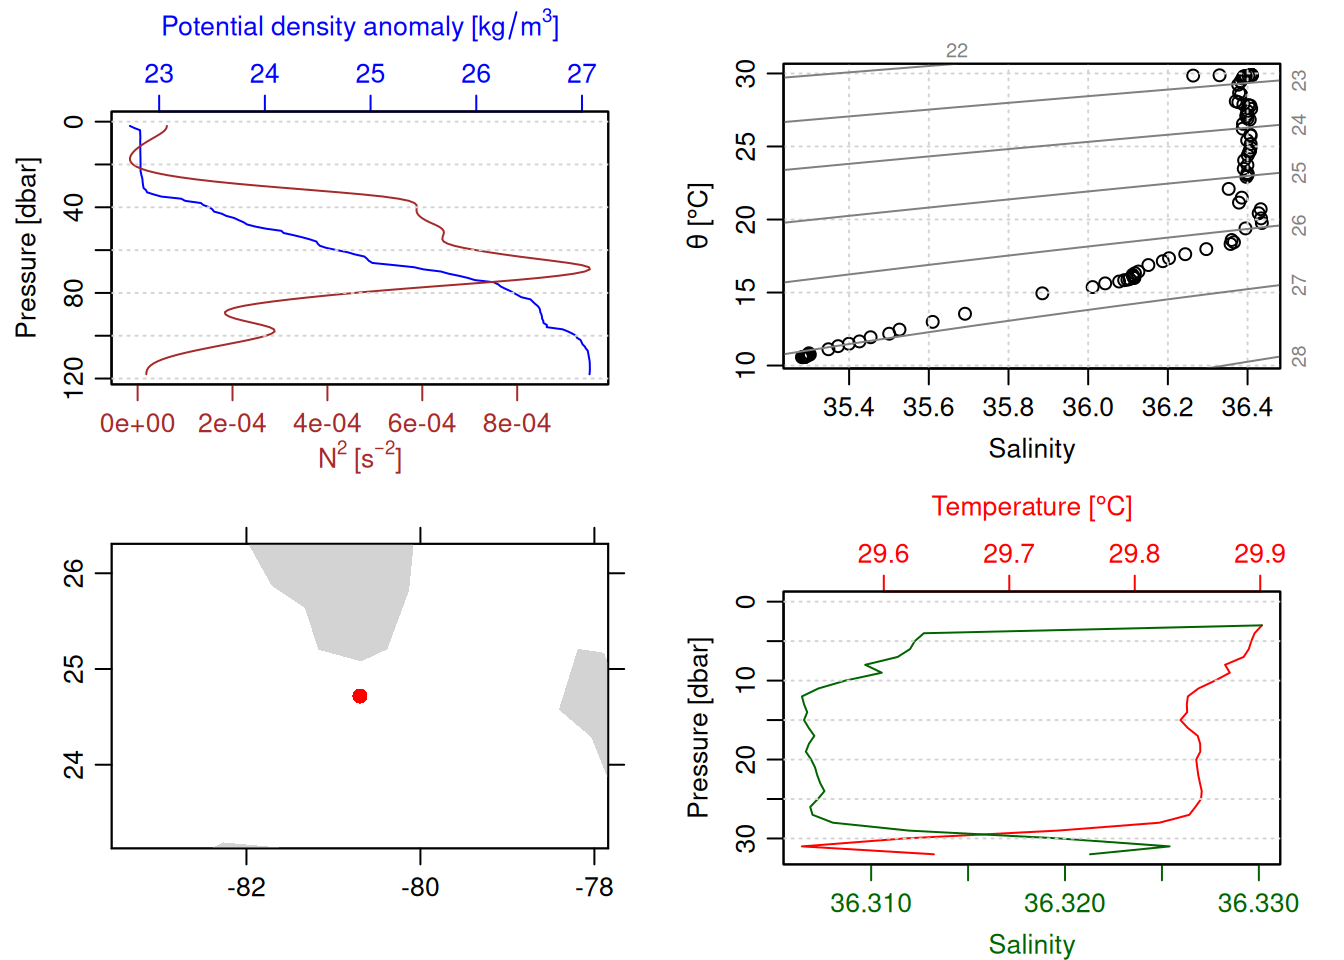 Potential density anomaly [kg/m³]
23 24 25 26 27
Pressure [dbar]
0
40
80
120
0e+00 2e-04 4e-04 6e-04 8e-04
N² [s⁻²]
22
θ [°C]
30
25
20
15
10
23
24
25
26
27
28
35.4 35.6 35.8 36.0 36.2 36.4
Salinity
26
25
24
-82 -80 -78
Temperature [°C]
29.6 29.7 29.8 29.9
Pressure [dbar]
0
10
20
30
36.310 36.320 36.330
Salinity